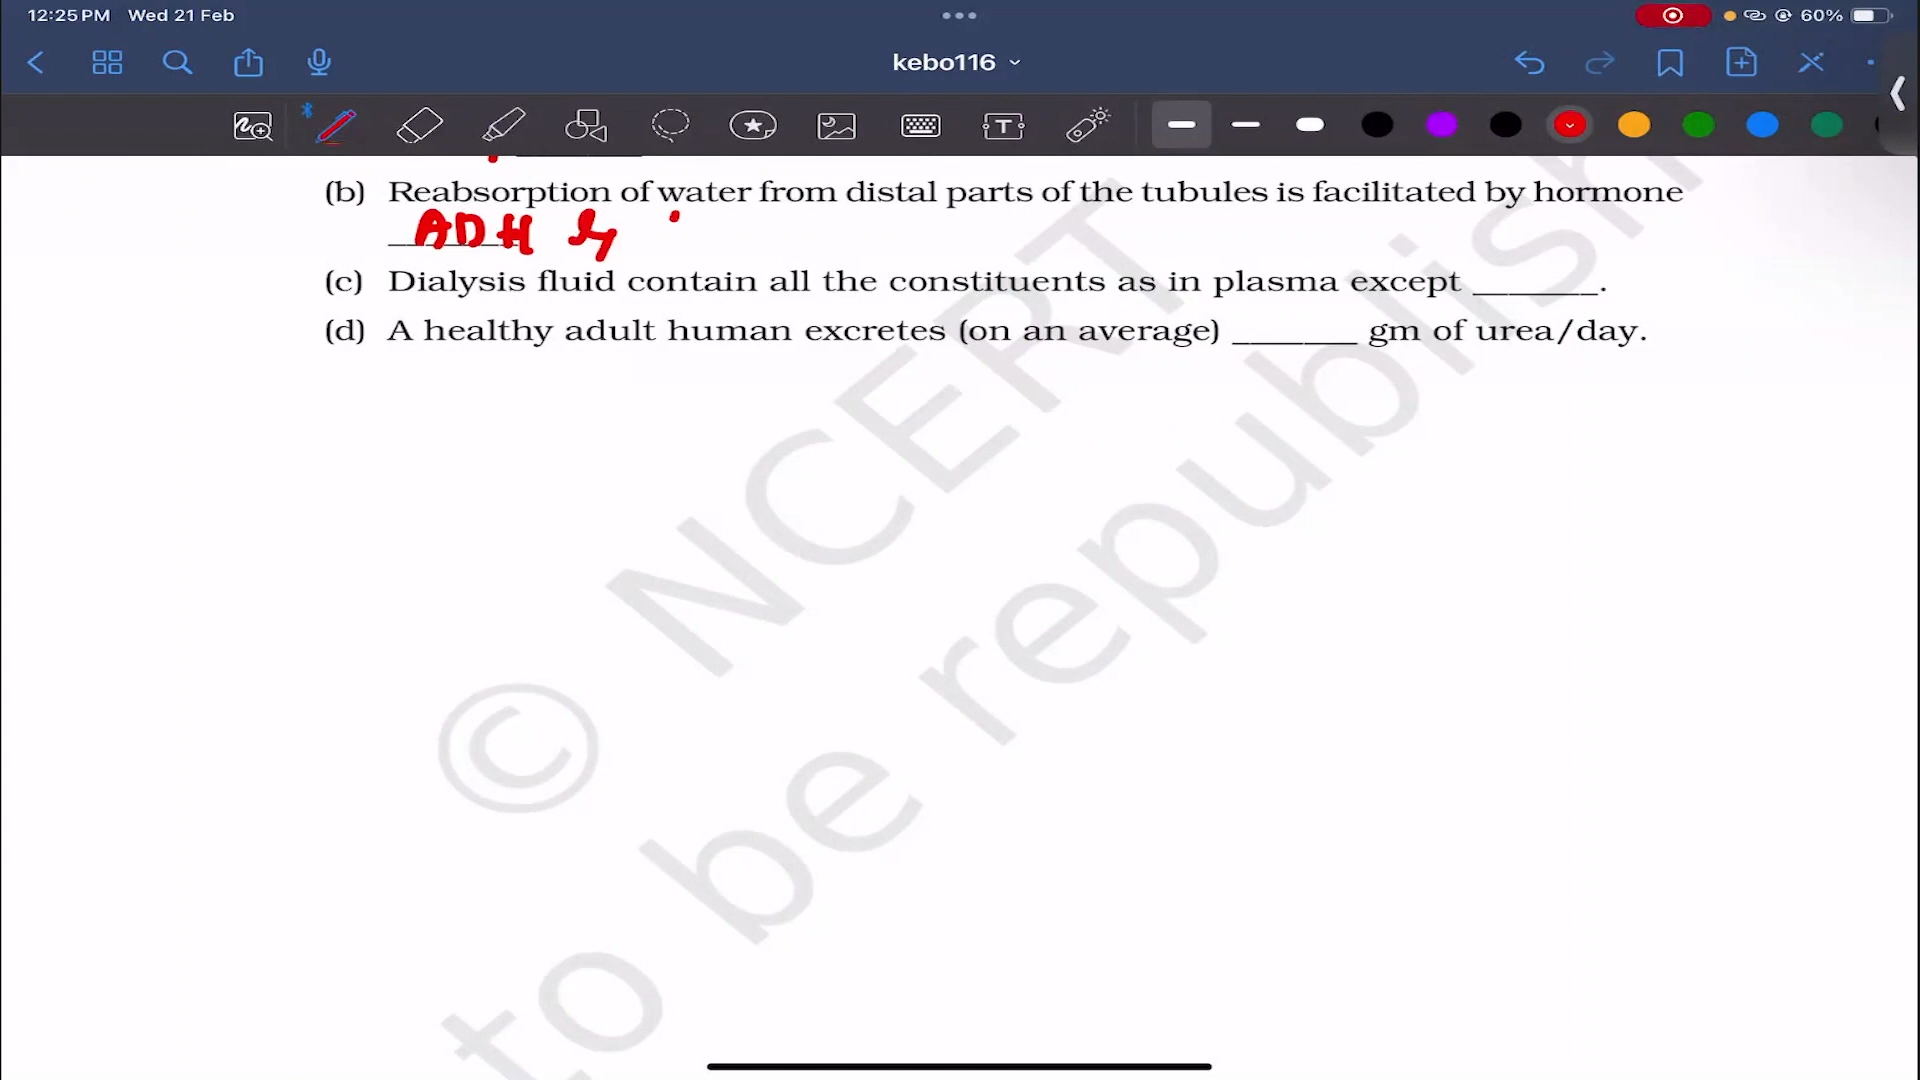 12:25 PM Wed 21 Feb
60%
kebo116
T
(b) Reabsorption of water from distal parts of the tubules is facilitated by hormone
ADH
(c) Dialysis fluid contain all the constituents as in plasma except _______.
(d) A healthy adult human excretes (on an average) _______ gm of urea/day.
© NCERT
to be republish